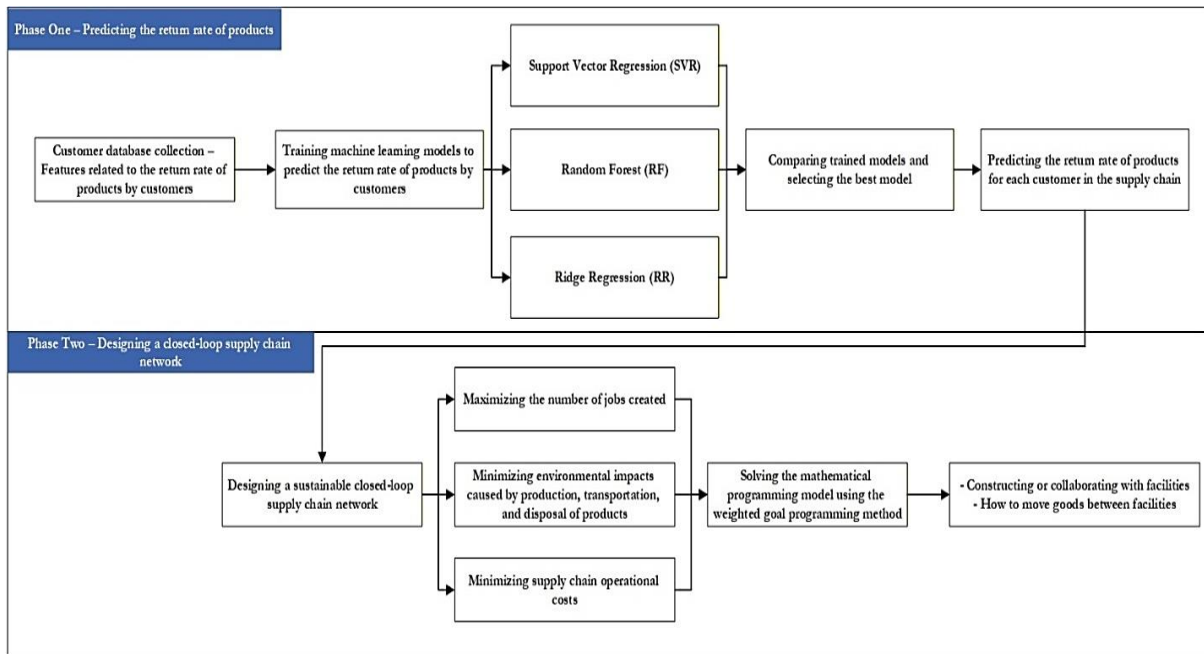 Phase One – Predicting the return rate of products
Support Vector Regression (SVR)
Customer database collection –
Features related to the return rate of
products by customers
Training machine learning models to
predict the return rate of products by
customers
Random Forest (RF)
Comparing trained models and
selecting the best model
Predicting the return rate of products
for each customer in the supply chain
Ridge Regression (RR)
Phase Two – Designing a closed-loop supply chain
network
Maximizing the number of jobs created
Designing a sustainable closed-loop
supply chain network
Minimizing environmental impacts
caused by production, transportation,
and disposal of products
Solving the mathematical
programming model using the
weighted goal programming method
- Constructing or collaborating with facilities
- How to move goods between facilities
Minimizing supply chain operational
costs